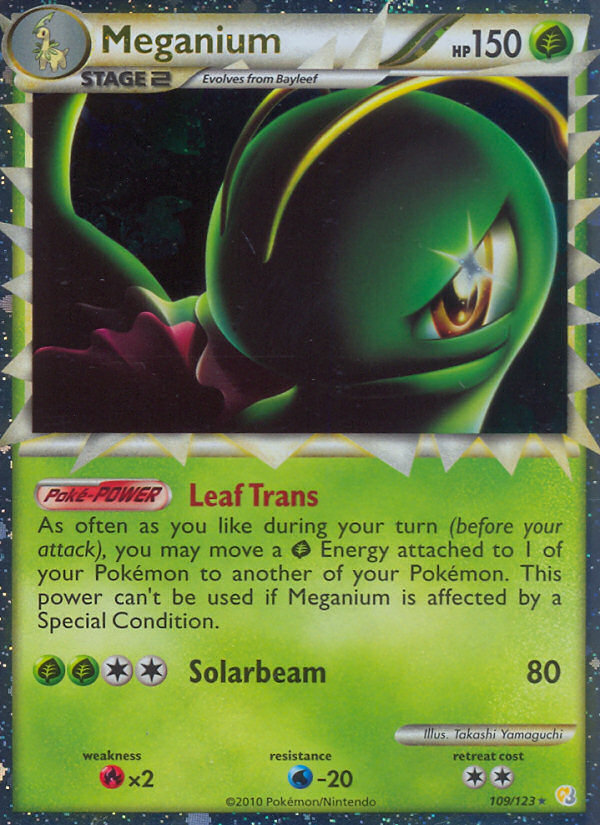 Meganium
HP150
STAGE 2
Evolves from Bayleef
Poké-POWER Leaf Trans
As often as you like during your turn (before your
attack), you may move a Energy attached to 1 of
your Pokémon to another of your Pokémon. This
power can't be used if Meganium is affected by a
Special Condition.
Solarbeam 80
Illus. Takashi Yamaguchi
weakness resistance retreat cost
×2 -20
©2010 Pokémon/Nintendo 109/123